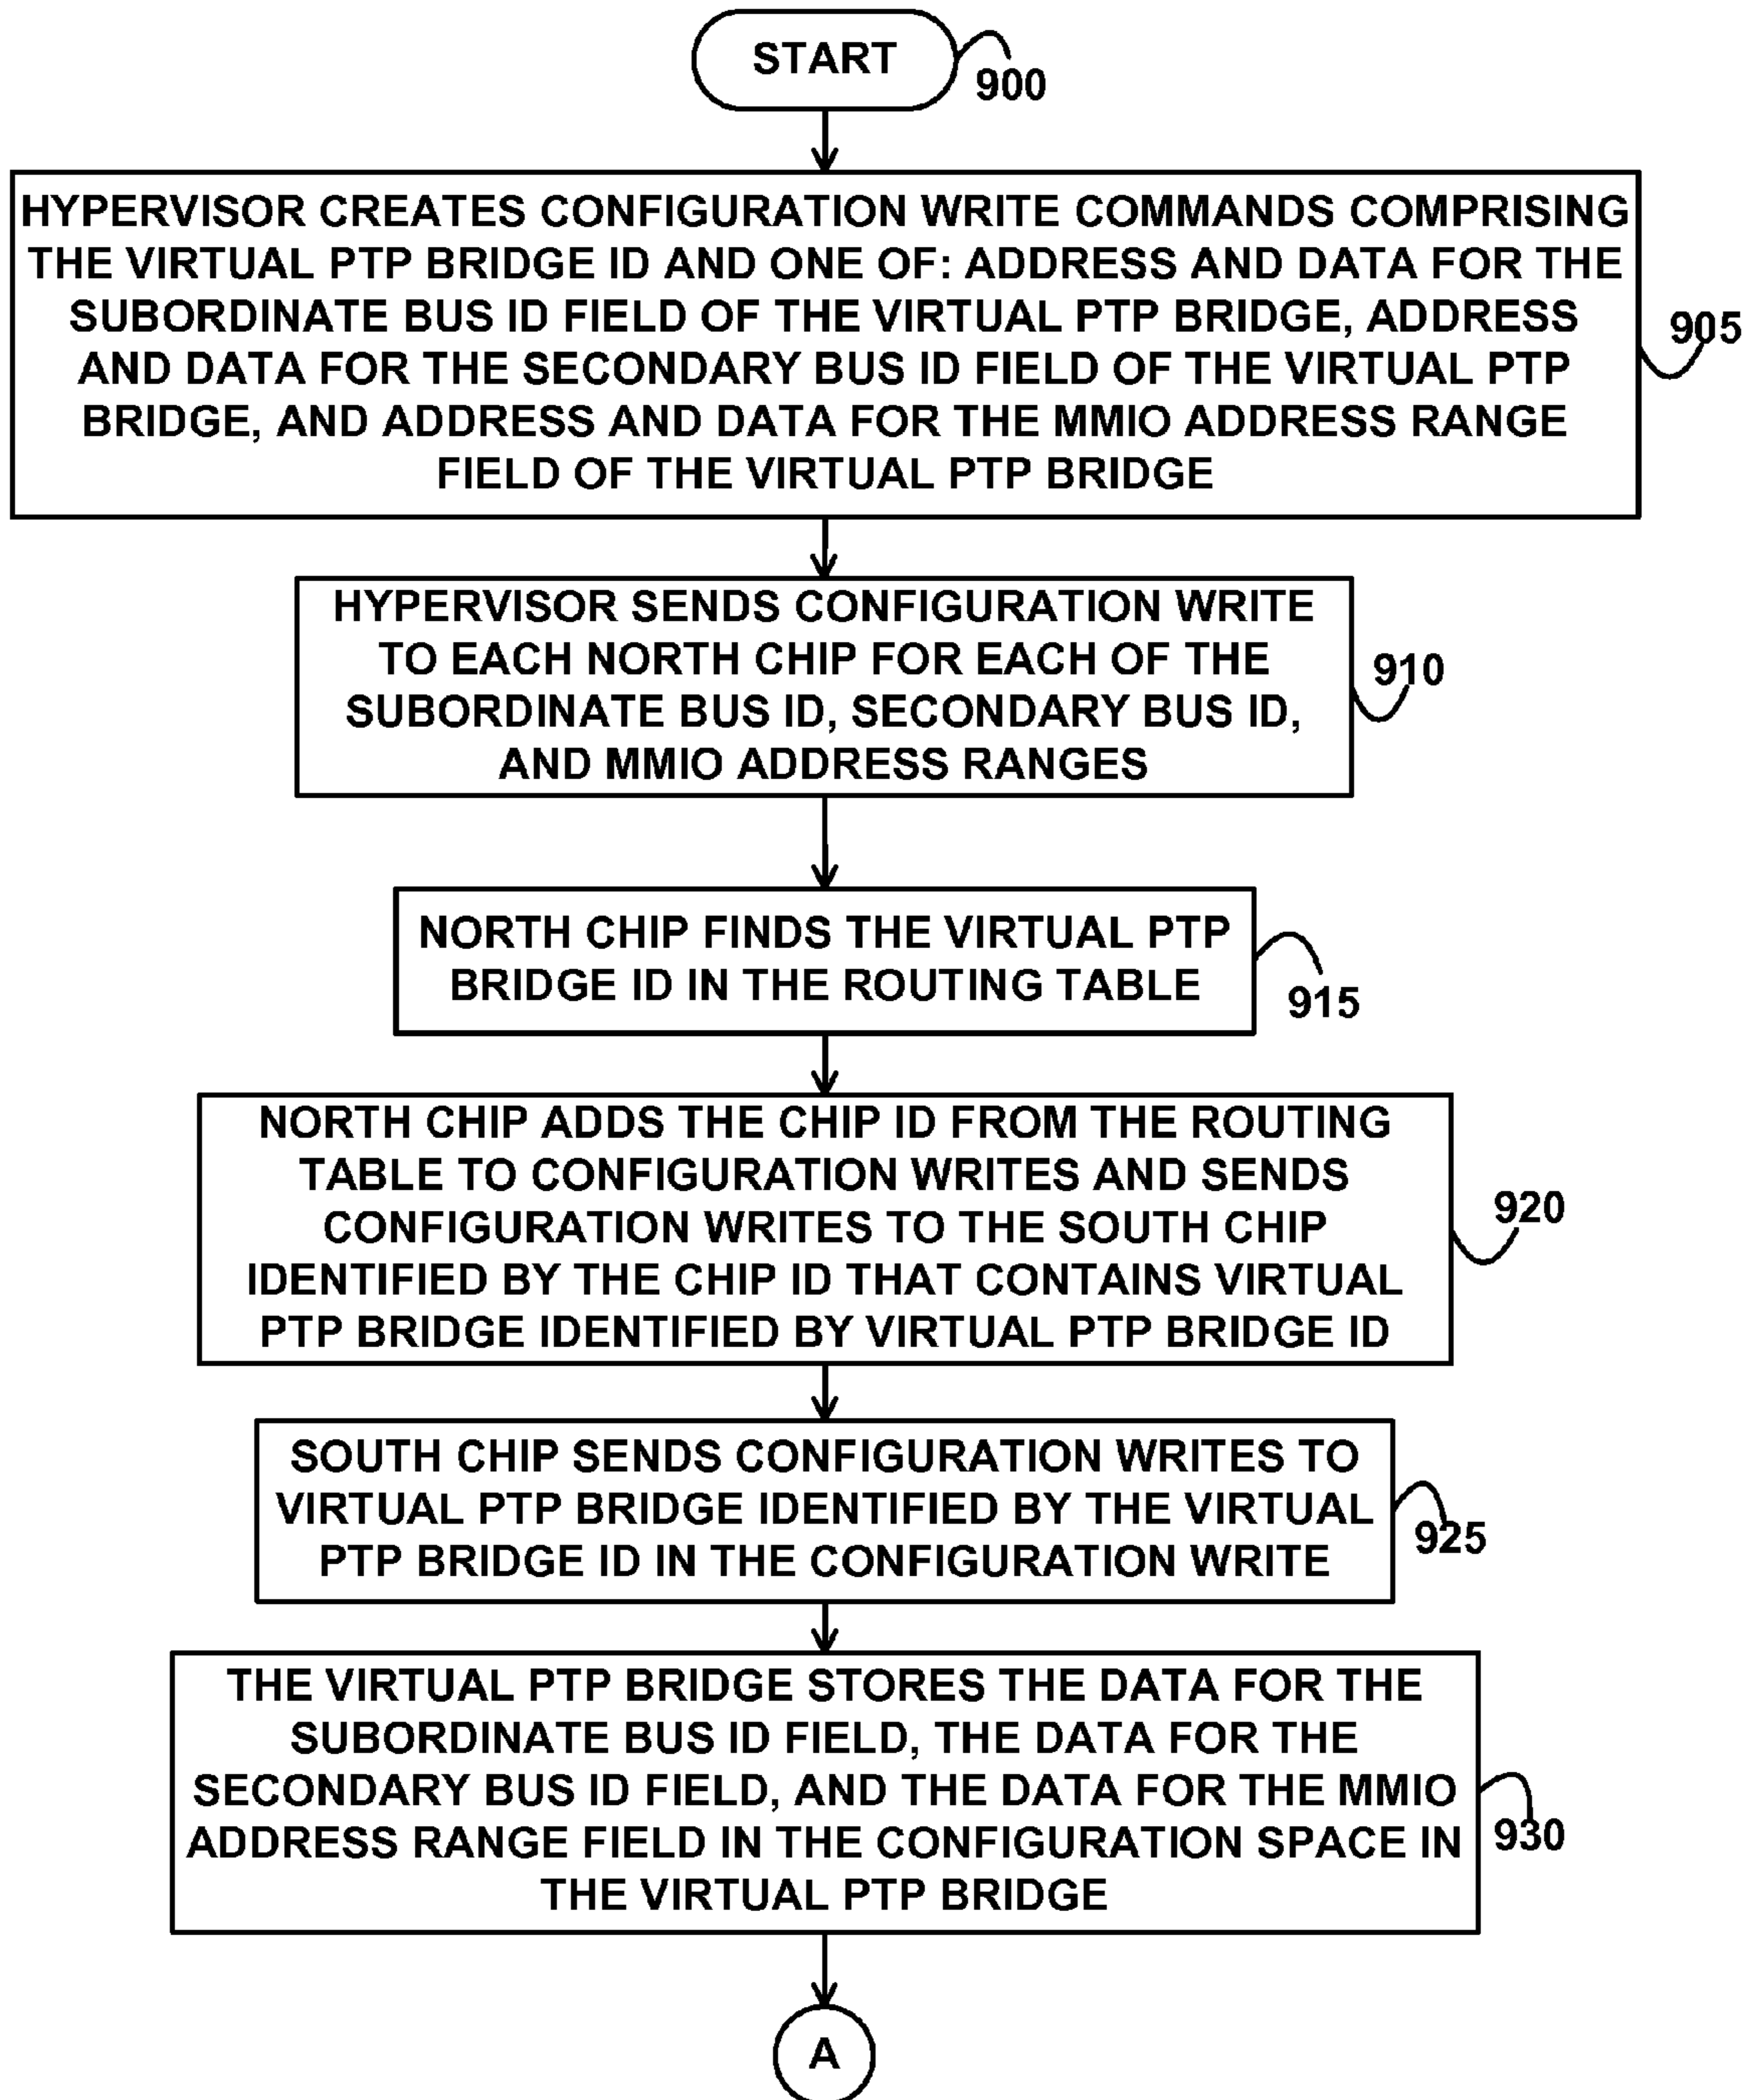 START
900
HYPERVISOR CREATES CONFIGURATION WRITE COMMANDS COMPRISING
THE VIRTUAL PTP BRIDGE ID AND ONE OF: ADDRESS AND DATA FOR THE
SUBORDINATE BUS ID FIELD OF THE VIRTUAL PTP BRIDGE, ADDRESS
AND DATA FOR THE SECONDARY BUS ID FIELD OF THE VIRTUAL PTP
BRIDGE, AND ADDRESS AND DATA FOR THE MMIO ADDRESS RANGE
FIELD OF THE VIRTUAL PTP BRIDGE
905
HYPERVISOR SENDS CONFIGURATION WRITE
TO EACH NORTH CHIP FOR EACH OF THE
SUBORDINATE BUS ID, SECONDARY BUS ID,
AND MMIO ADDRESS RANGES
910
NORTH CHIP FINDS THE VIRTUAL PTP
BRIDGE ID IN THE ROUTING TABLE
915
NORTH CHIP ADDS THE CHIP ID FROM THE ROUTING
TABLE TO CONFIGURATION WRITES AND SENDS
CONFIGURATION WRITES TO THE SOUTH CHIP
IDENTIFIED BY THE CHIP ID THAT CONTAINS VIRTUAL
PTP BRIDGE IDENTIFIED BY VIRTUAL PTP BRIDGE ID
920
SOUTH CHIP SENDS CONFIGURATION WRITES TO
VIRTUAL PTP BRIDGE IDENTIFIED BY THE VIRTUAL
PTP BRIDGE ID IN THE CONFIGURATION WRITE
925
THE VIRTUAL PTP BRIDGE STORES THE DATA FOR THE
SUBORDINATE BUS ID FIELD, THE DATA FOR THE
SECONDARY BUS ID FIELD, AND THE DATA FOR THE MMIO
ADDRESS RANGE FIELD IN THE CONFIGURATION SPACE IN
THE VIRTUAL PTP BRIDGE
930
A